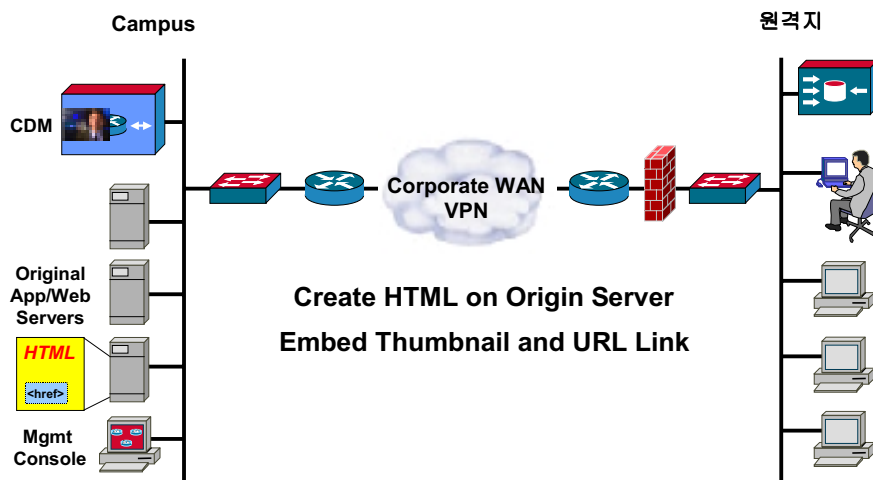 Campus
원격지
CDM
Corporate WAN
VPN
Original
App/Web
Servers
Create HTML on Origin Server
Embed Thumbnail and URL Link
HTML
<href>
Mgmt
Console